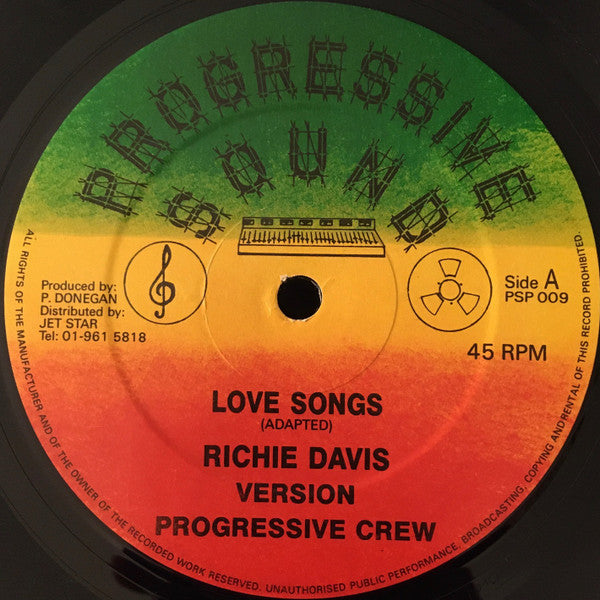 PROGRESSIVE
SOUNDS
Produced by:
P. DONEGAN
Distributed by:
JET STAR
Tel: 01-961 5818
Side A
PSP 009
45 RPM
LOVE SONGS
(ADAPTED)
RICHIE DAVIS
VERSION
PROGRESSIVE CREW
ALL RIGHTS OF THE MANUFACTURER AND OF THE OWNER OF THE RECORDED WORK RESERVED. UNAUTHORISED PUBLIC PERFORMANCE, BROADCASTING, COPYING AND RENTAL OF THIS RECORD PROHIBITED.